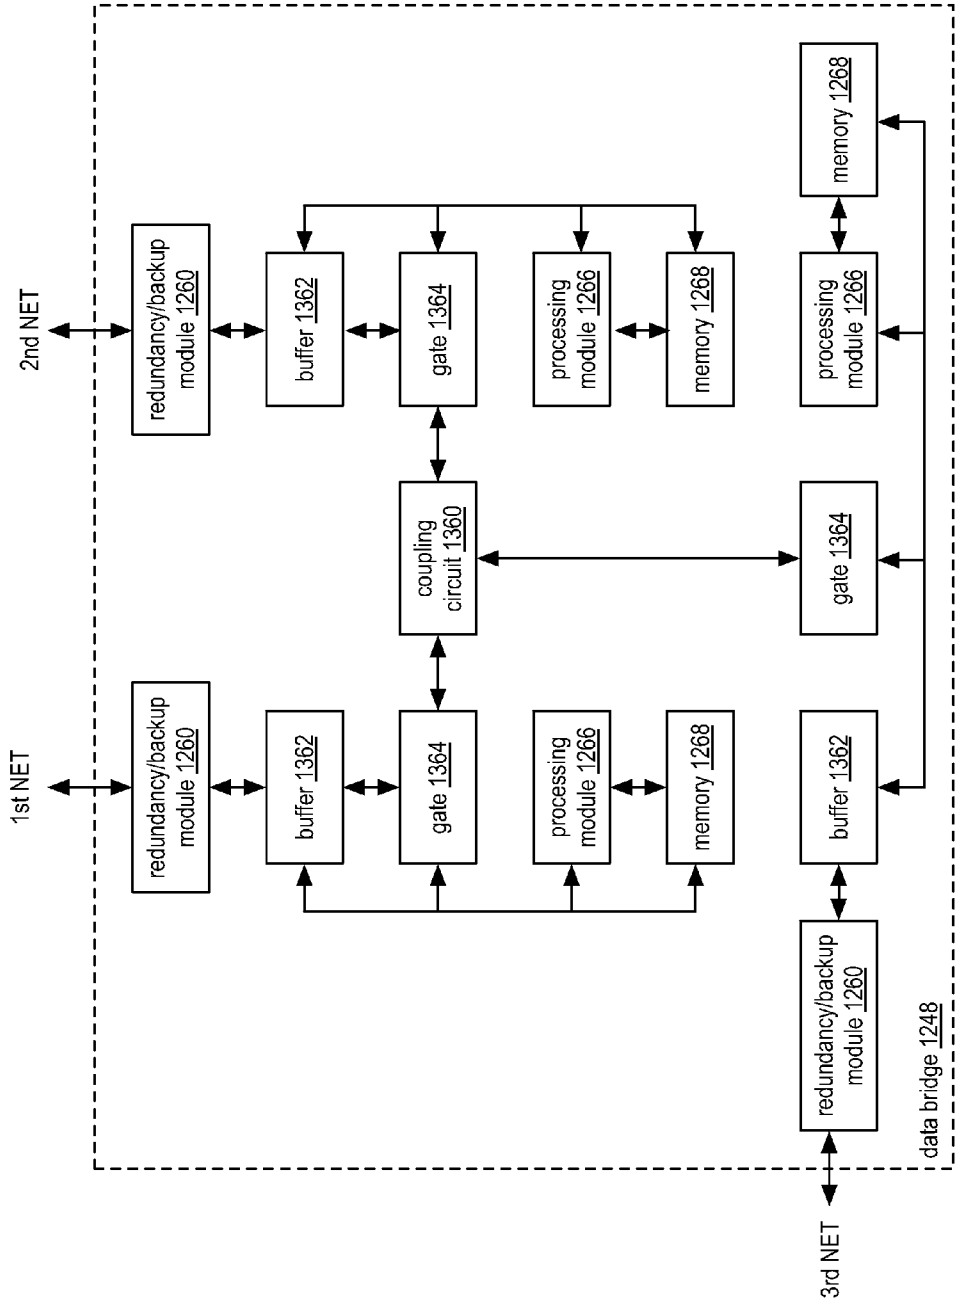 1st NET
2nd NET
redundancy/backup
module 1260
redundancy/backup
module 1260
buffer 1362
buffer 1362
gate 1364
coupling
circuit 1360
gate 1364
processing
module 1266
processing
module 1266
memory 1268
memory 1268
3rd NET
redundancy/backup
module 1260
buffer 1362
gate 1364
processing
module 1266
memory 1268
data bridge 1248